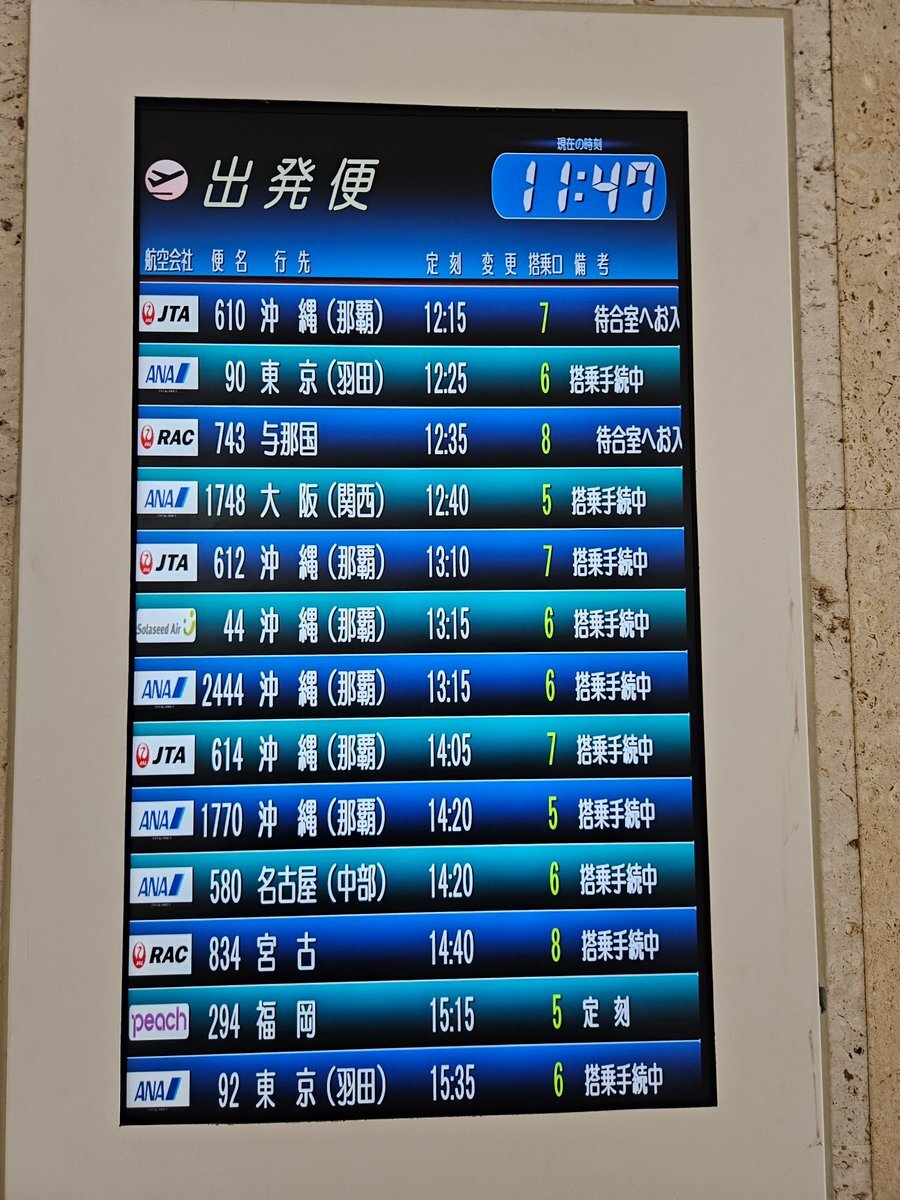 現在の時刻
出発便 11:47
航空会社 便名 行先 定刻 変更 搭乗口 備考
JTA 610 沖縄(那覇) 12:15 7 待合室へお入
ANA 90 東京(羽田) 12:25 6 搭乗手続中
RAC 743 与那国 12:35 8 待合室へお入
ANA 1748 大阪(関西) 12:40 5 搭乗手続中
JTA 612 沖縄(那覇) 13:10 7 搭乗手続中
Solaseed Air 44 沖縄(那覇) 13:15 6 搭乗手続中
ANA 2444 沖縄(那覇) 13:15 6 搭乗手続中
JTA 614 沖縄(那覇) 14:05 7 搭乗手続中
ANA 1770 沖縄(那覇) 14:20 5 搭乗手続中
ANA 580 名古屋(中部) 14:20 6 搭乗手続中
RAC 834 宮古 14:40 8 搭乗手続中
peach 294 福岡 15:15 5 定刻
ANA 92 東京(羽田) 15:35 6 搭乗手続中